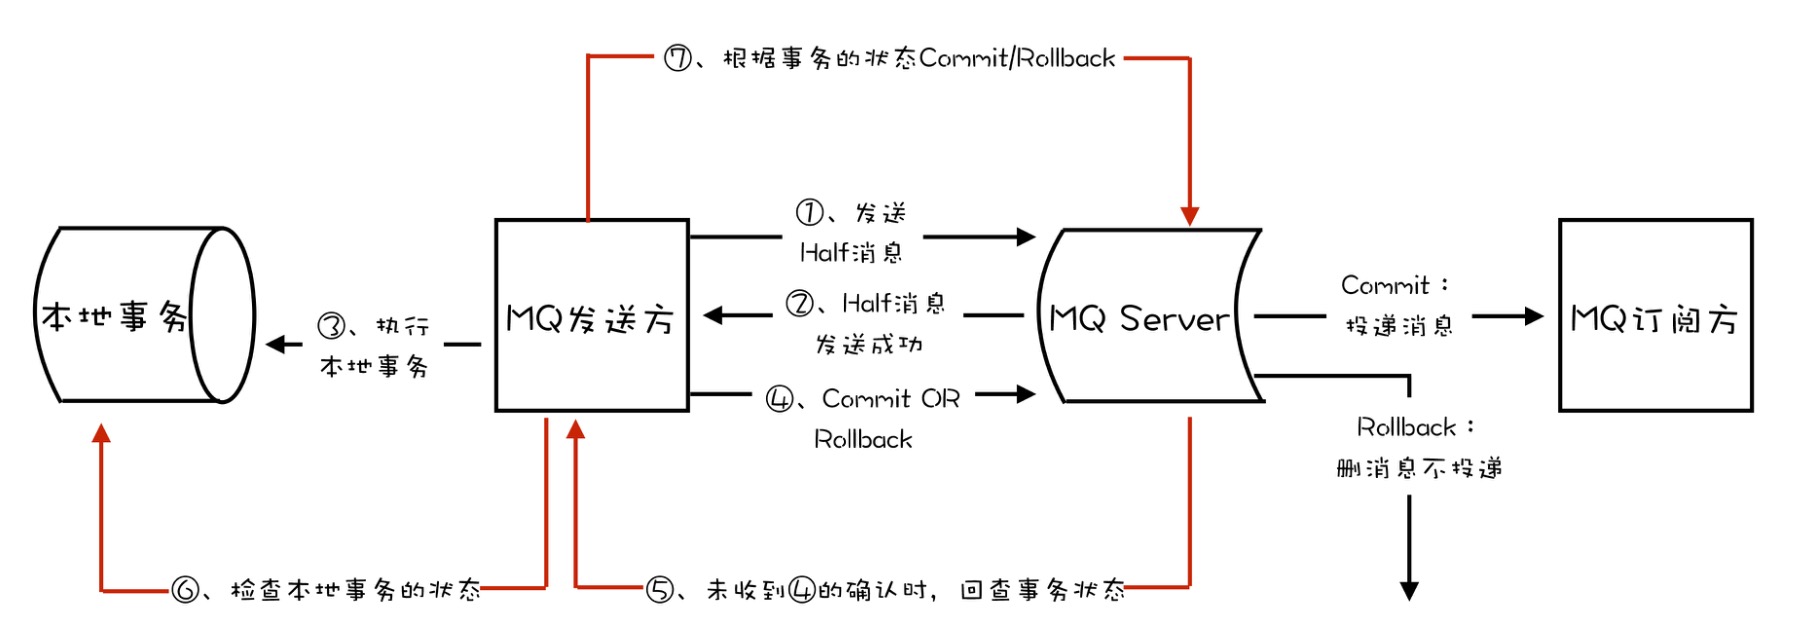 ⑦、根据事务的状态Commit/Rollback
①、发送
Half消息
②、Half消息
发送成功
③、执行
本地事务
④、Commit OR
Rollback
本地事务
MQ发送方
MQ Server
Commit：
投递消息
MQ订阅方
Rollback：
删消息不投递
⑥、检查本地事务的状态
⑤、未收到④的确认时，回查事务状态